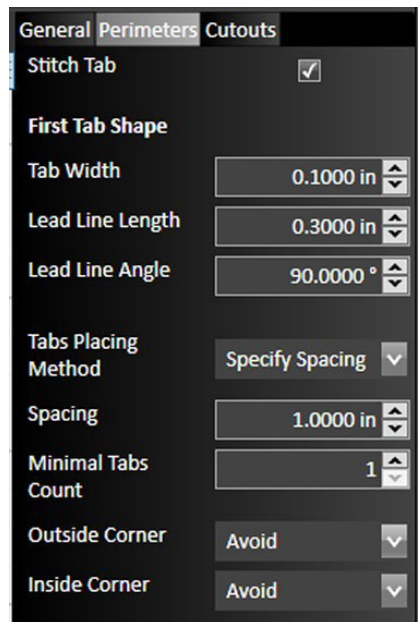 General Perimeters Cutouts
Stitch Tab
First Tab Shape
Tab Width 0.1000 in
Lead Line Length 0.3000 in
Lead Line Angle 90.0000 °
Tabs Placing
Method Specify Spacing
Spacing 1.0000 in
Minimal Tabs
Count 1
Outside Corner Avoid
Inside Corner Avoid